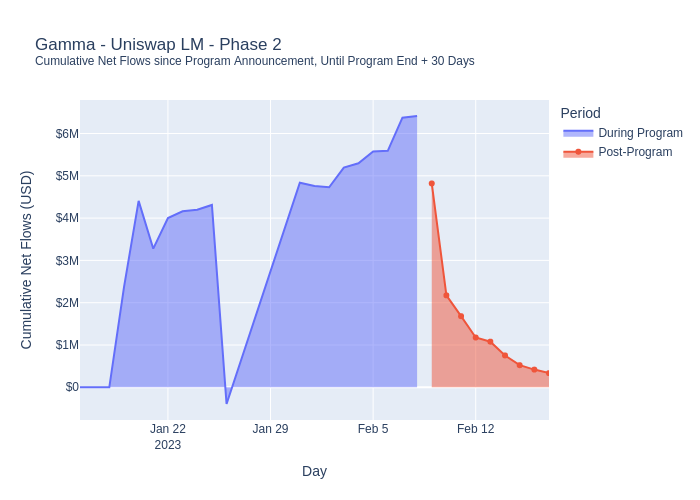 Gamma - Uniswap LM - Phase 2
Cumulative Net Flows since Program Announcement, Until Program End + 30 Days
Period
During Program
Post-Program
$6M
$5M
$4M
$3M
$2M
$1M
$0
Cumulative Net Flows (USD)
Jan 22
2023
Jan 29
Feb 5
Feb 12
Day